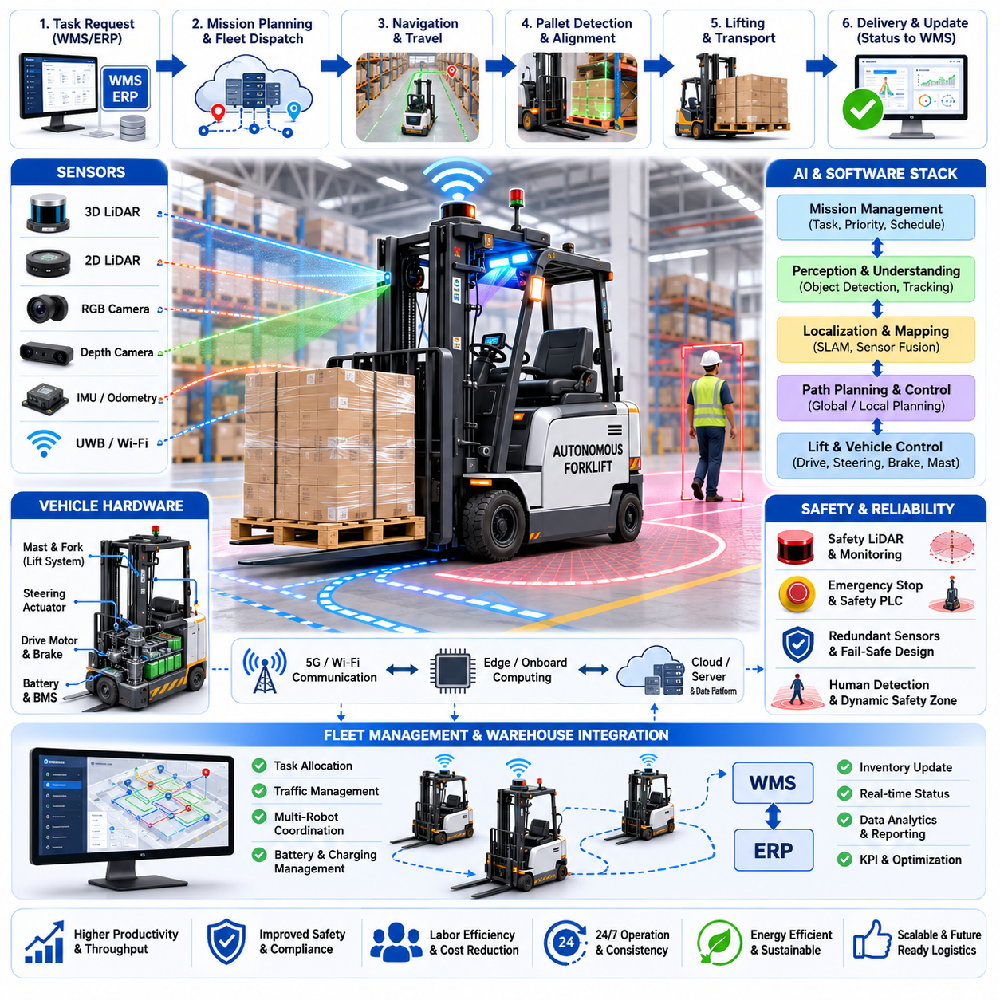 1. Task Request
(WMS/ERP)
WMS
ERP
2. Mission Planning
& Fleet Dispatch
3. Navigation
& Travel
4. Pallet Detection
& Alignment
5. Lifting
& Transport
6. Delivery & Update
(Status to WMS)
SENSORS
3D LiDAR
2D LiDAR
RGB Camera
Depth Camera
IMU / Odometry
UWB / Wi-Fi
AUTONOMOUS
FORKLIFT
AI & SOFTWARE STACK
Mission Management
(Task, Priority, Schedule)
Perception & Understanding
(Object Detection, Tracking)
Localization & Mapping
(SLAM, Sensor Fusion)
Path Planning & Control
(Global / Local Planning)
Lift & Vehicle Control
(Drive, Steering, Brake, Mast)
VEHICLE HARDWARE
Mast & Fork
(Lift System)
Steering
Actuator
Drive Motor
& Brake
Battery
& BMS
SAFETY & RELIABILITY
Safety LiDAR
& Monitoring
Emergency Stop
& Safety PLC
Redundant Sensors
& Fail-Safe Design
Human Detection
& Dynamic Safety Zone
5G / Wi-Fi
Communication
Edge / Onboard
Computing
Cloud /
Server
& Date Platform
FLEET MANAGEMENT & WAREHOUSE INTEGRATION
Task Allocation
Traffic Management
Multi-Robot
Coordination
Battery & Charging
Management
WMS
ERP
Inventory Update
Real-time Status
Data Analytics
& Reporting
KPI & Optimization
Higher Productivity
& Throughput
Improved Safety
& Compliance
Labor Efficiency
& Cost Reduction
24
24/7 Operation
& Consistency
Energy Efficient
& Sustainable
Scalable & Future
Ready Logistics